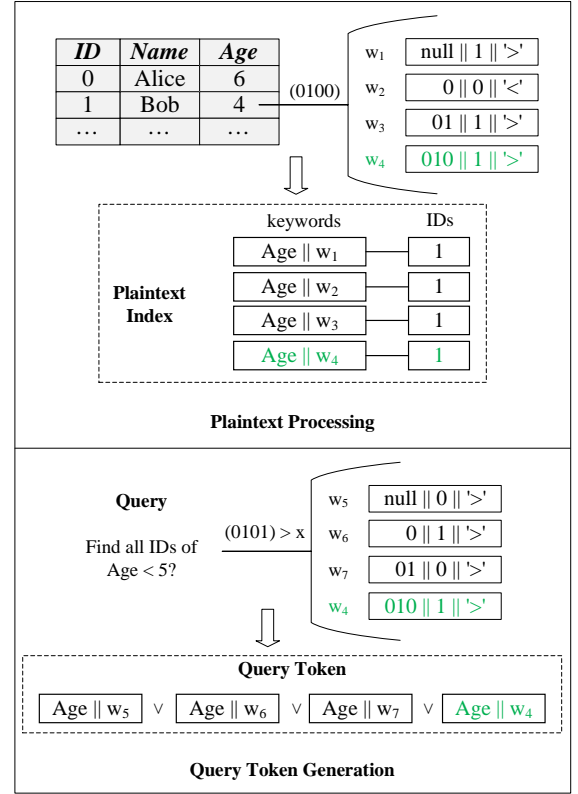 ID Name Age
0 Alice 6
1 Bob 4
… … …
(0100)
w1 null || 1 || '>'
w2 0 || 0 || '<'
w3 01 || 1 || '>'
w4 010 || 1 || '>'
keywords IDs
Plaintext Index
Age || w1 1
Age || w2 1
Age || w3 1
Age || w4 1
Plaintext Processing
Query
Find all IDs of
Age < 5?
(0101) > x
w5 null || 0 || '>'
w6 0 || 1 || '>'
w7 01 || 0 || '>'
w4 010 || 1 || '>'
Query Token
Age || w5 ∨ Age || w6 ∨ Age || w7 ∨ Age || w4
Query Token Generation